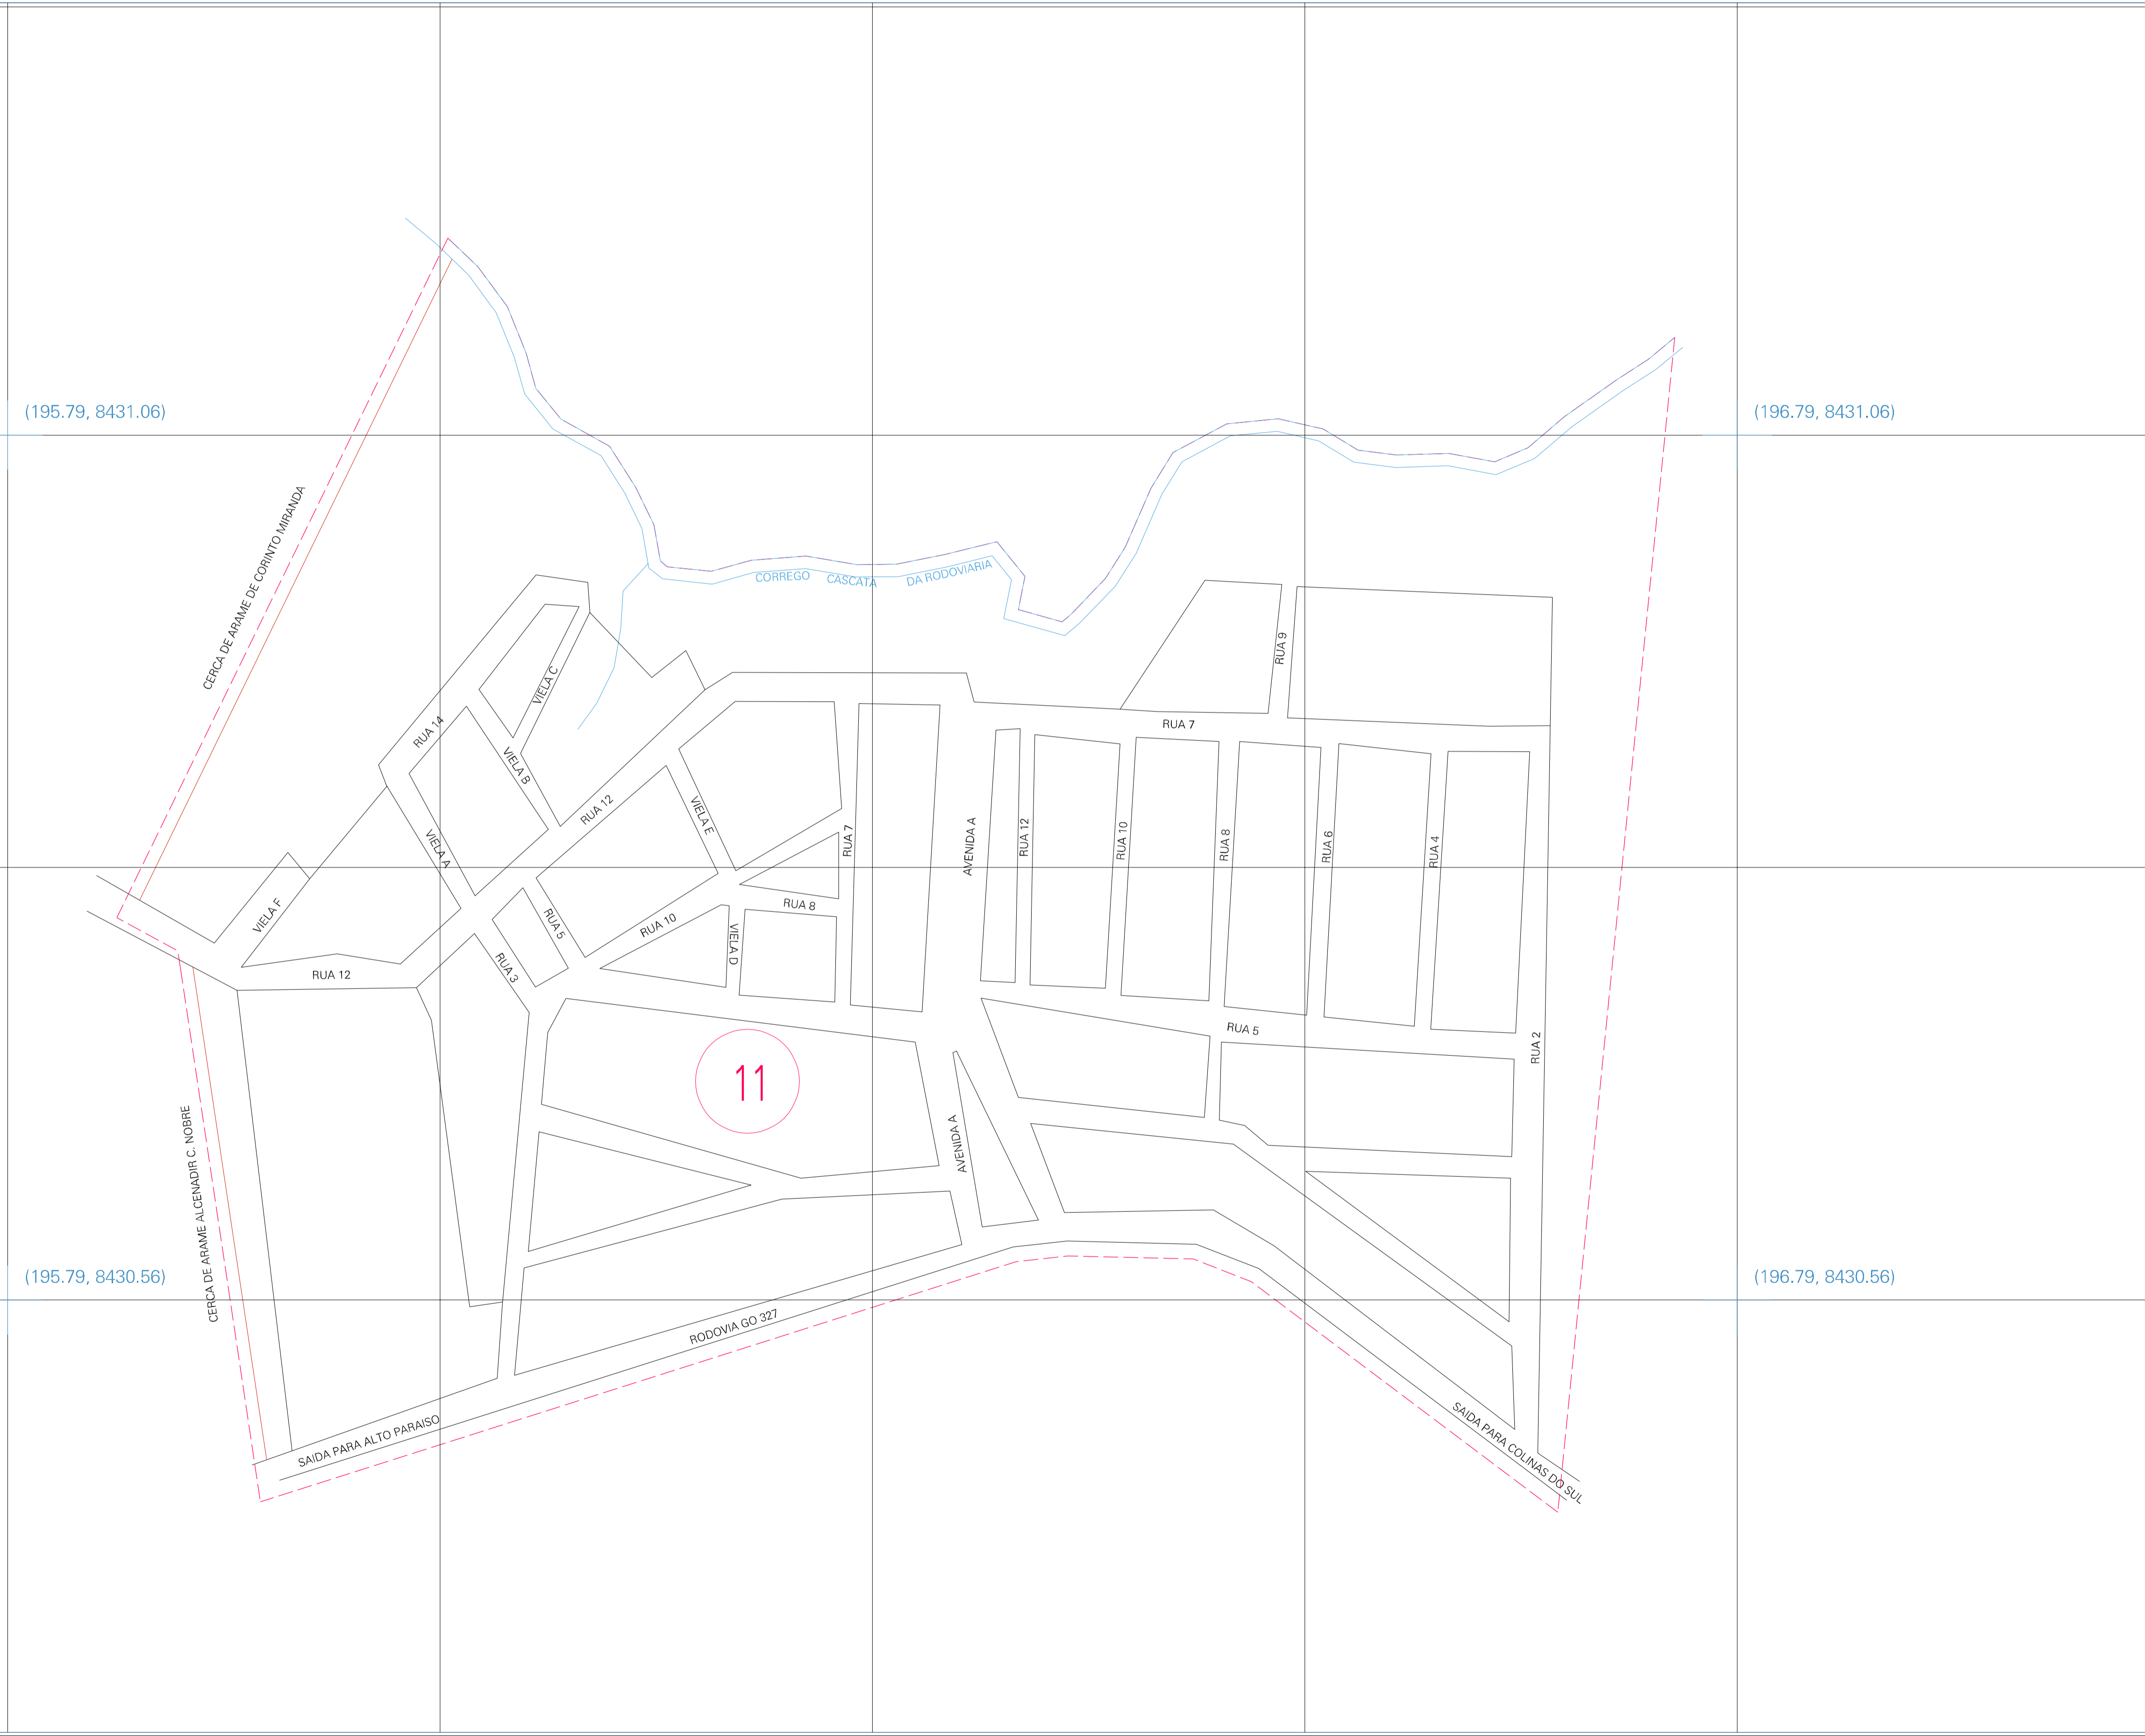 (195.79, 8431.06)
(196.79, 8431.06)
CERCA DE ARAME DE CORINTO MIRANDA
CORREGO CASCATA DA RODOVIARIA
RUA 9
VIELA C
RUA 14
RUA 7
VIELA B
RUA 12
VIELA E
VIELA A
RUA 7
AVENIDA A
RUA 12
RUA 10
RUA 8
RUA 6
RUA 4
VIELA F
RUA 8
RUA 5
RUA 10
VIELA D
RUA 3
RUA 12
RUA 5
RUA 2
11
CERCA DE ARAME ALCENADIR C. NOBRE
AVENIDA A
(195.79, 8430.56)
(196.79, 8430.56)
RODOVIA GO 327
SAIDA PARA ALTO PARAISO
SAIDA PARA COLINAS DO SUL